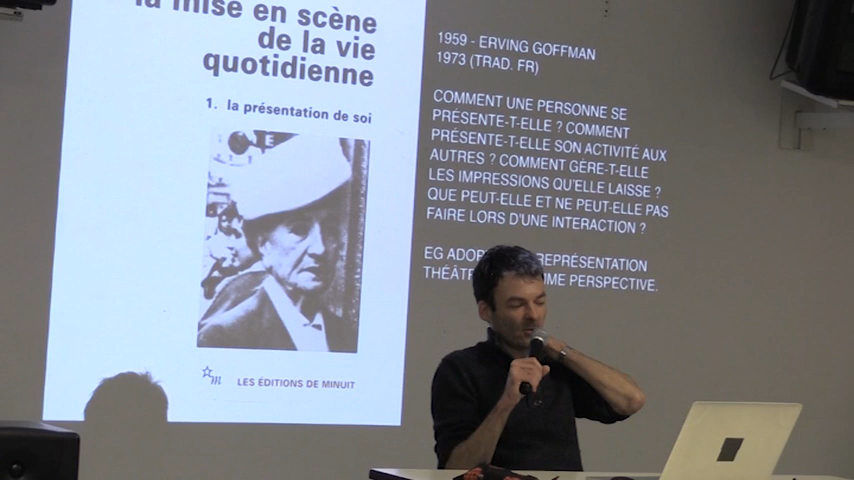 la mise en scène
de la vie
quotidienne
1. la présentation de soi
LES ÉDITIONS DE MINUIT
1959 - ERVING GOFFMAN
1973 (TRAD. FR)
COMMENT UNE PERSONNE SE
PRÉSENTE-T-ELLE ? COMMENT
PRÉSENTE-T-ELLE SON ACTIVITÉ AUX
AUTRES ? COMMENT GÈRE-T-ELLE
LES IMPRESSIONS QU'ELLE LAISSE ?
QUE PEUT-ELLE ET NE PEUT-ELLE PAS
FAIRE LORS D'UNE INTERACTION ?
EG REPRÉSENTATION
PERSPECTIVE.